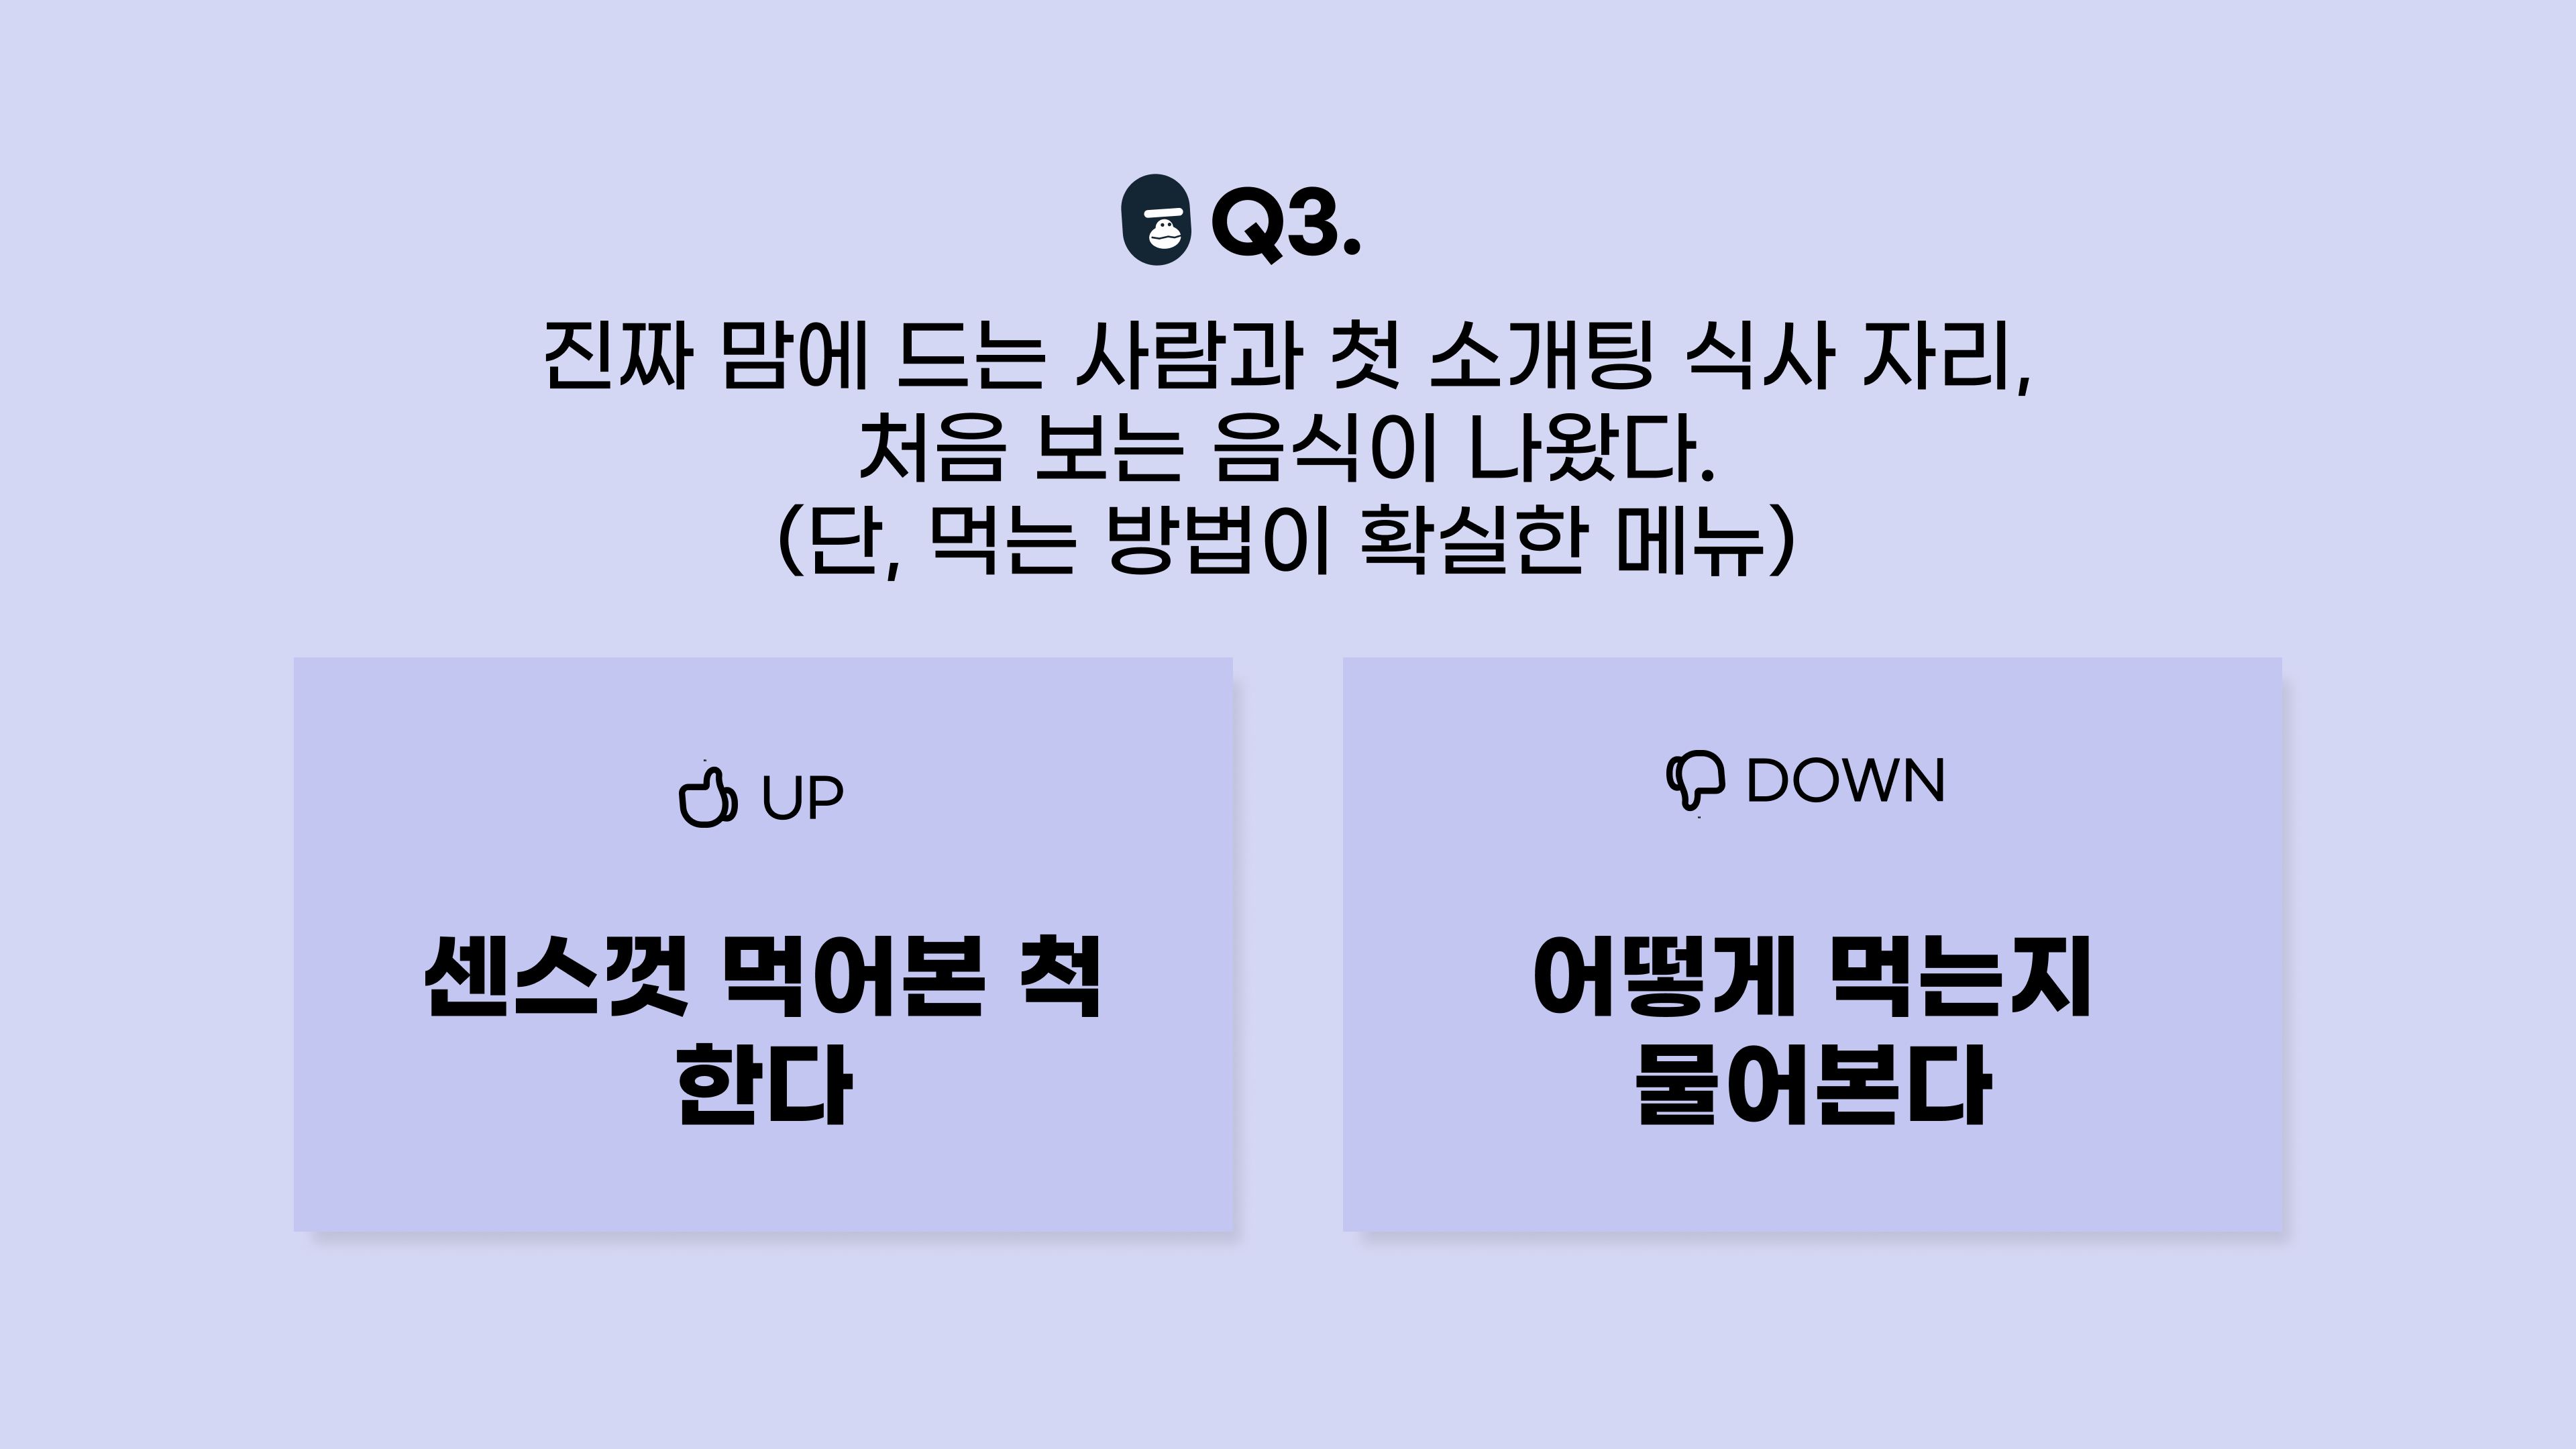 Q3.
진짜 맘에 드는 사람과 첫 소개팅 식사 자리,
처음 보는 음식이 나왔다.
(단, 먹는 방법이 확실한 메뉴)
UP
센스껏 먹어본 척
한다
DOWN
어떻게 먹는지
물어본다